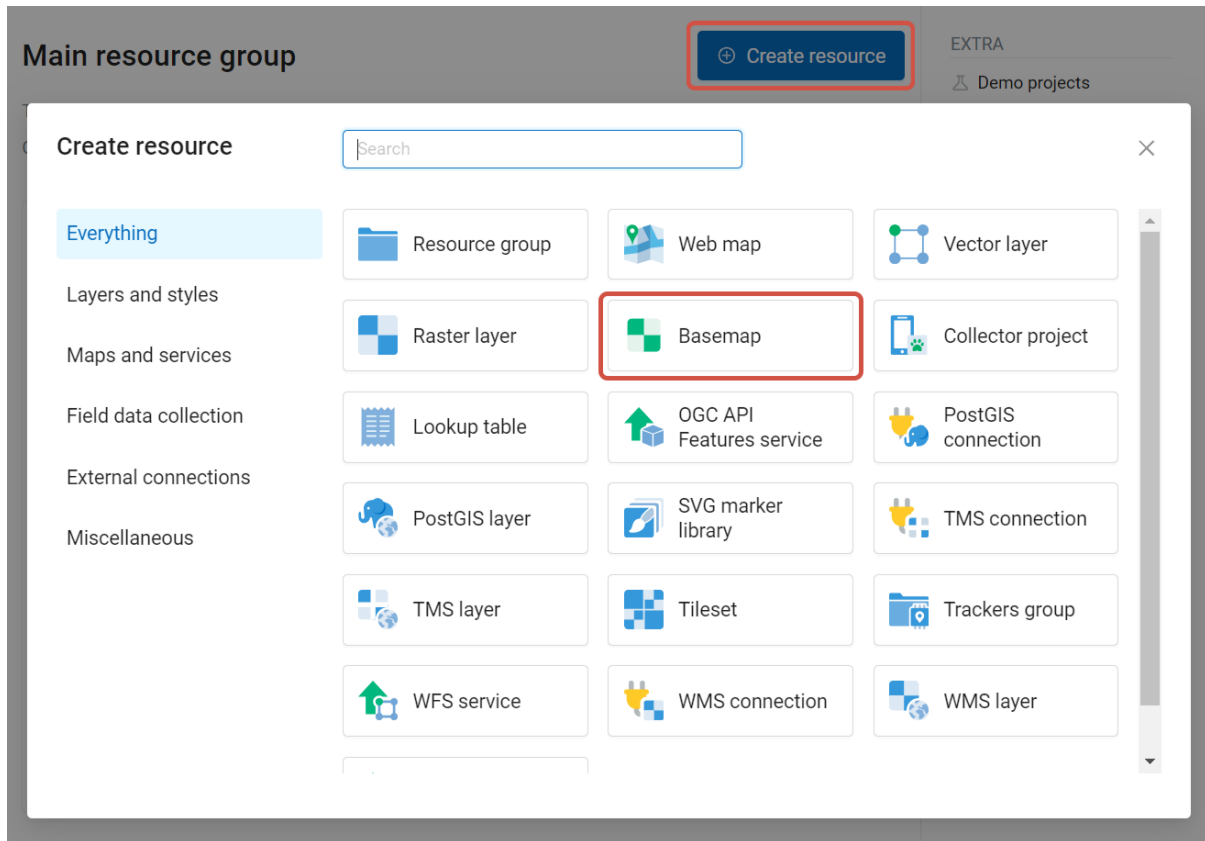 Main resource group
Create resource
EXTRA
Demo projects
Create resource
Search
Everything
Layers and styles
Maps and services
Field data collection
External connections
Miscellaneous
Resource group
Web map
Vector layer
Raster layer
Basemap
Collector project
Lookup table
OGC API
Features service
PostGIS
connection
PostGIS layer
SVG marker
library
TMS connection
TMS layer
Tileset
Trackers group
WFS service
WMS connection
WMS layer